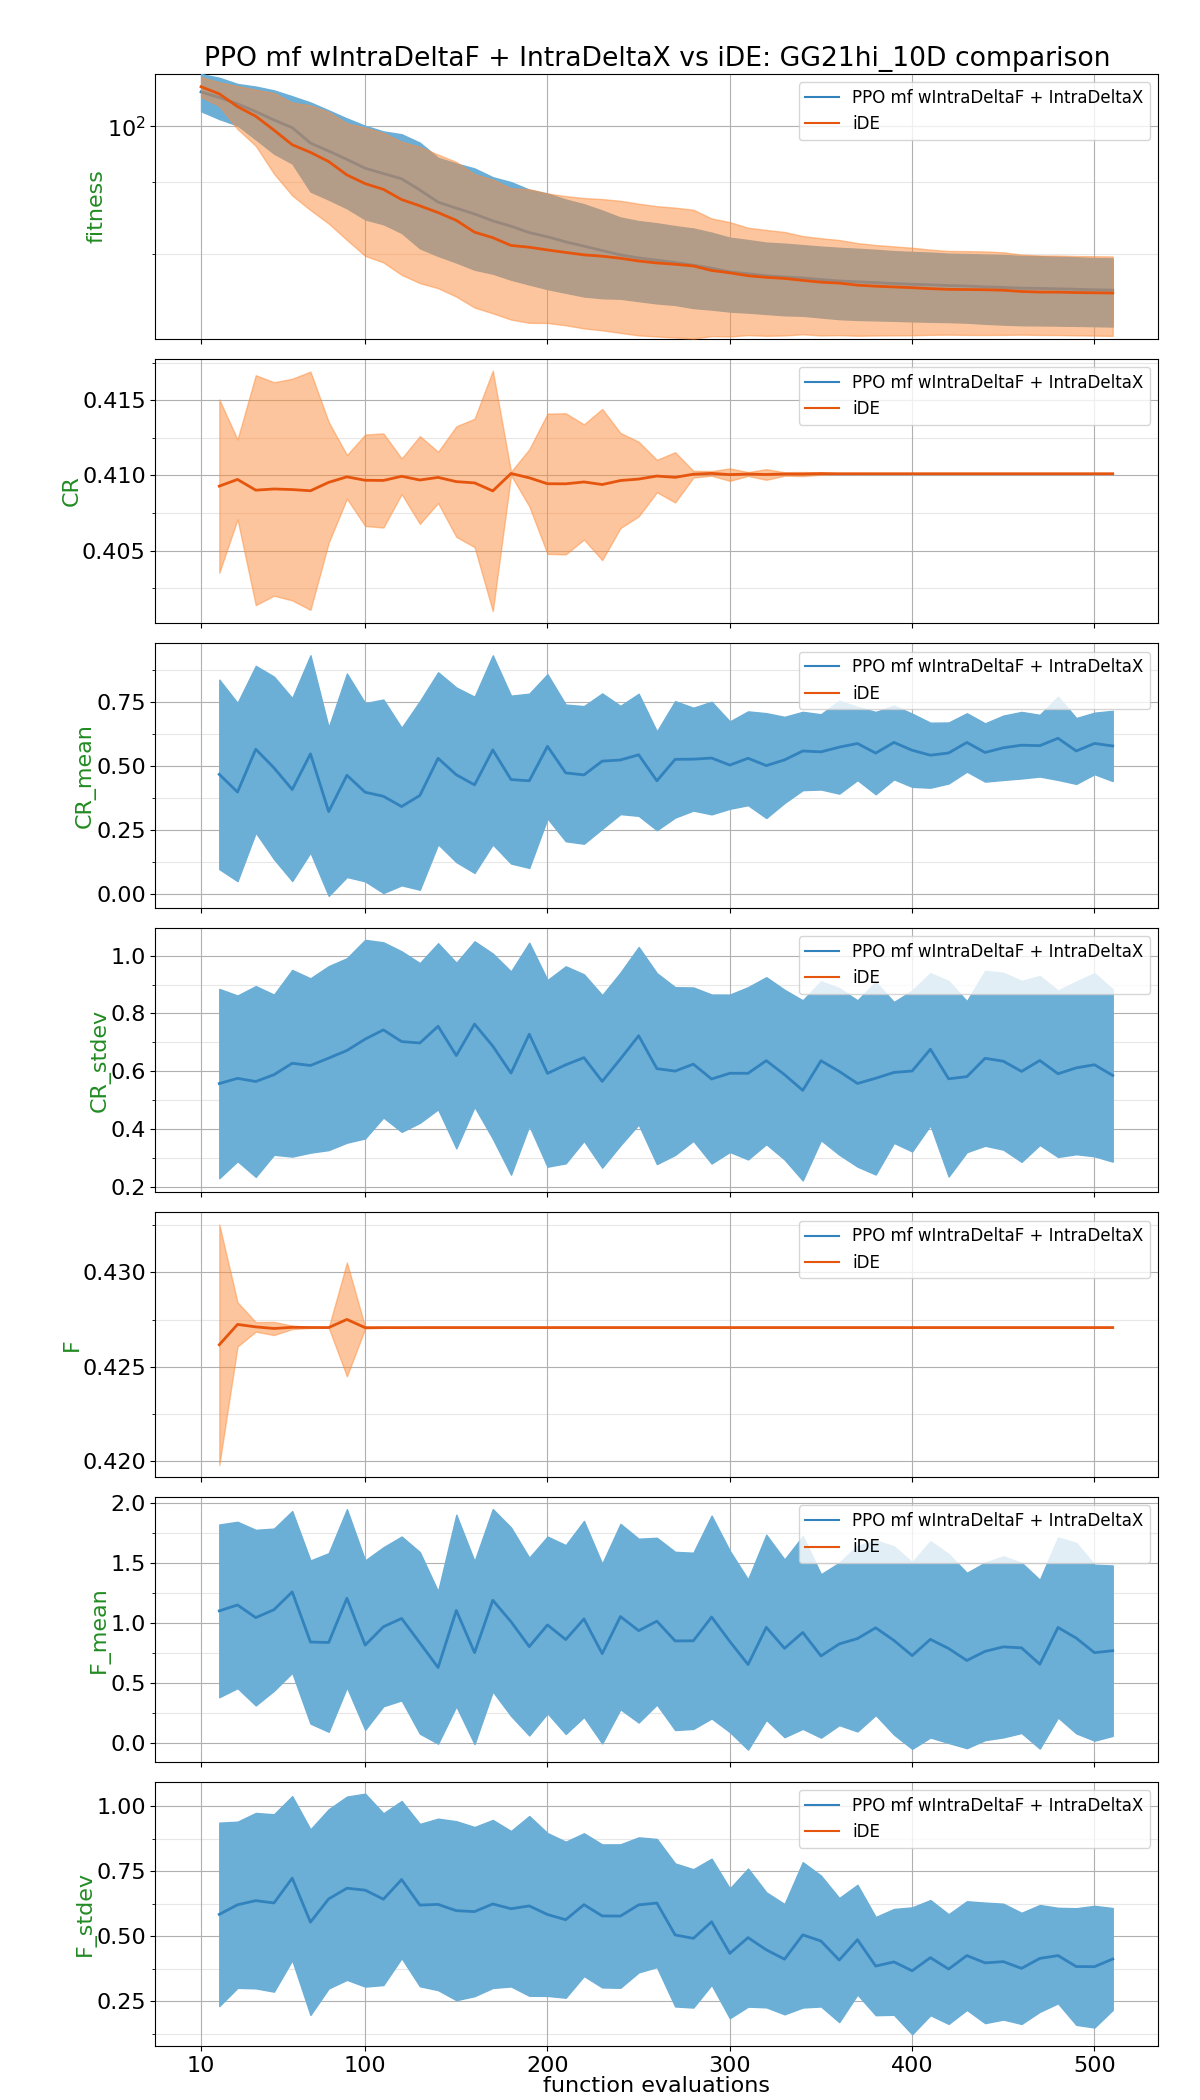 PPO mf wIntraDeltaF + IntraDeltaX vs iDE: GG21hi_10D comparison
10²
fitness
PPO mf wIntraDeltaF + IntraDeltaX
iDE
0.415
0.410
0.405
CR
PPO mf wIntraDeltaF + IntraDeltaX
iDE
0.75
0.50
0.25
0.00
CR_mean
PPO mf wIntraDeltaF + IntraDeltaX
iDE
1.0
0.8
0.6
0.4
0.2
CR_stdev
PPO mf wIntraDeltaF + IntraDeltaX
iDE
0.430
0.425
0.420
F
PPO mf wIntraDeltaF + IntraDeltaX
iDE
2.0
1.5
1.0
0.5
0.0
F_mean
PPO mf wIntraDeltaF + IntraDeltaX
iDE
1.00
0.75
0.50
0.25
F_stdev
PPO mf wIntraDeltaF + IntraDeltaX
iDE
10 100 200 300 400 500
function evaluations